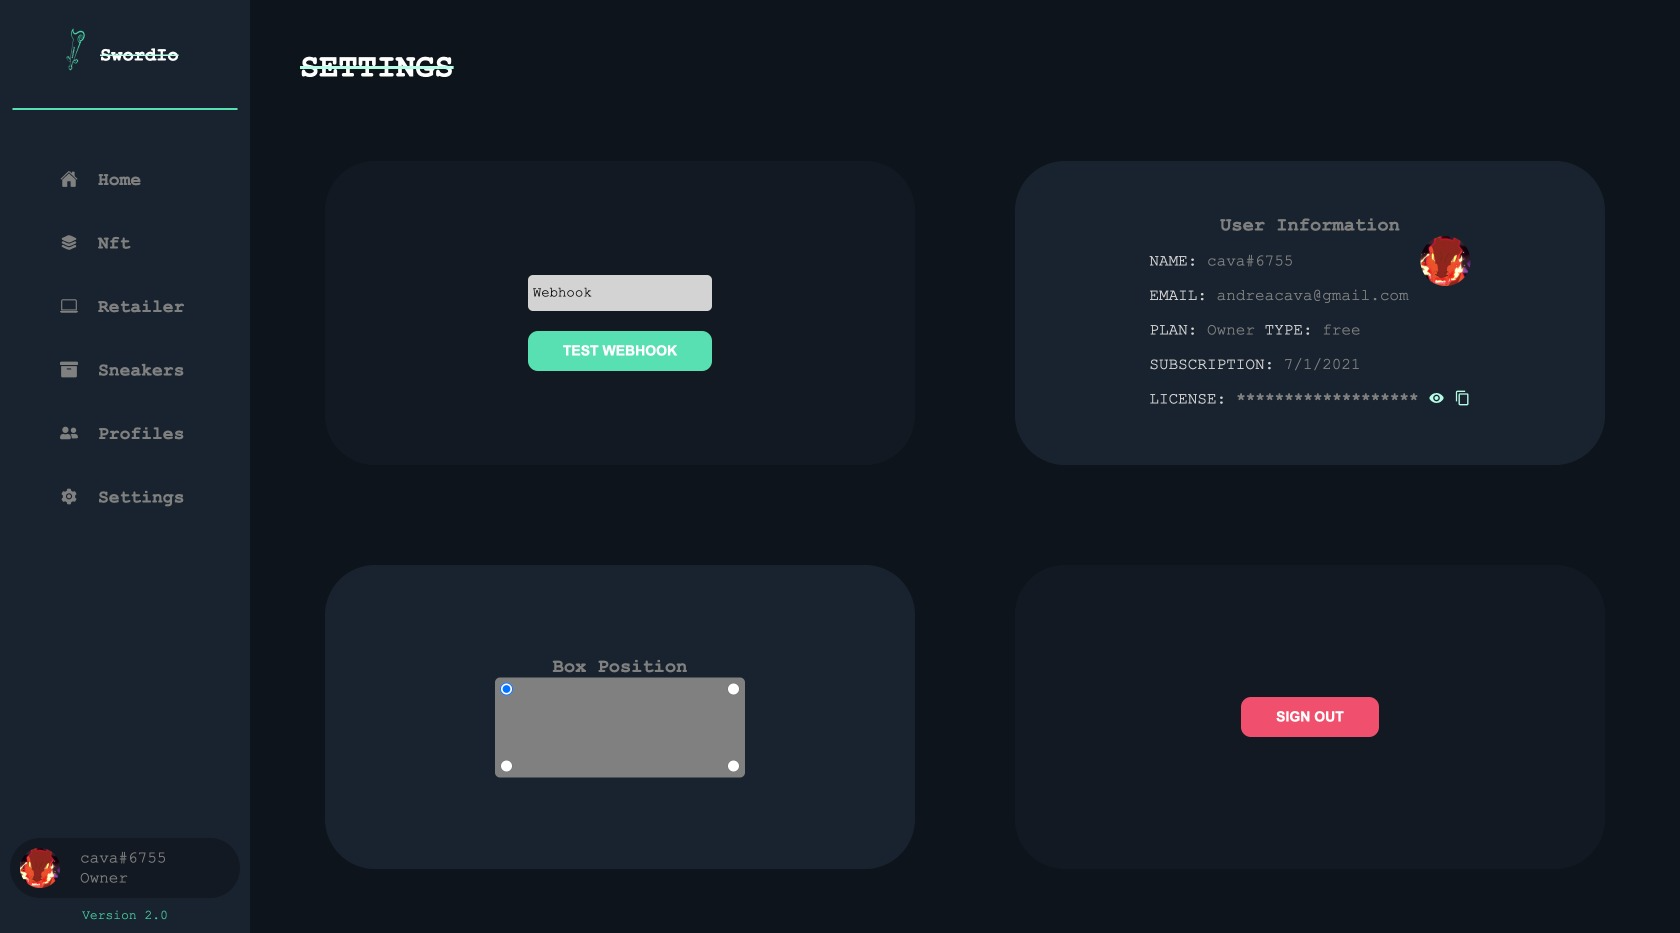 SwordIo
SETTINGS
Home
Nft
Retailer
Sneakers
Profiles
Settings
cava#6755
Owner
Version 2.0
Webhook
TEST WEBHOOK
User Information
NAME: cava#6755
EMAIL: andreacava@gmail.com
PLAN: Owner TYPE: free
SUBSCRIPTION: 7/1/2021
LICENSE: *******************
Box Position
SIGN OUT